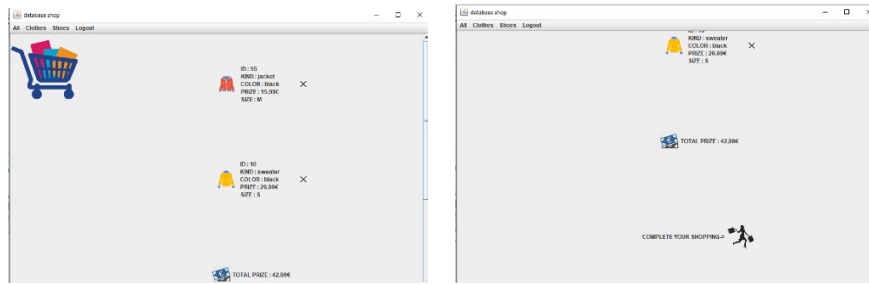 database shop
All Clothes Shoes Logout
ID : 55
KIND : jacket
COLOR : black
PRIZE : 15.99€
SIZE : M
ID : 10
KIND : sweater
COLOR : black
PRIZE : 26.99€
SIZE : S
TOTAL PRIZE : 42,98€
database shop
All Clothes Shoes Logout
KIND : sweater
COLOR : black
PRIZE : 26.99€
SIZE : S
TOTAL PRIZE : 42,98€
COMPLETE YOUR SHOPPING->